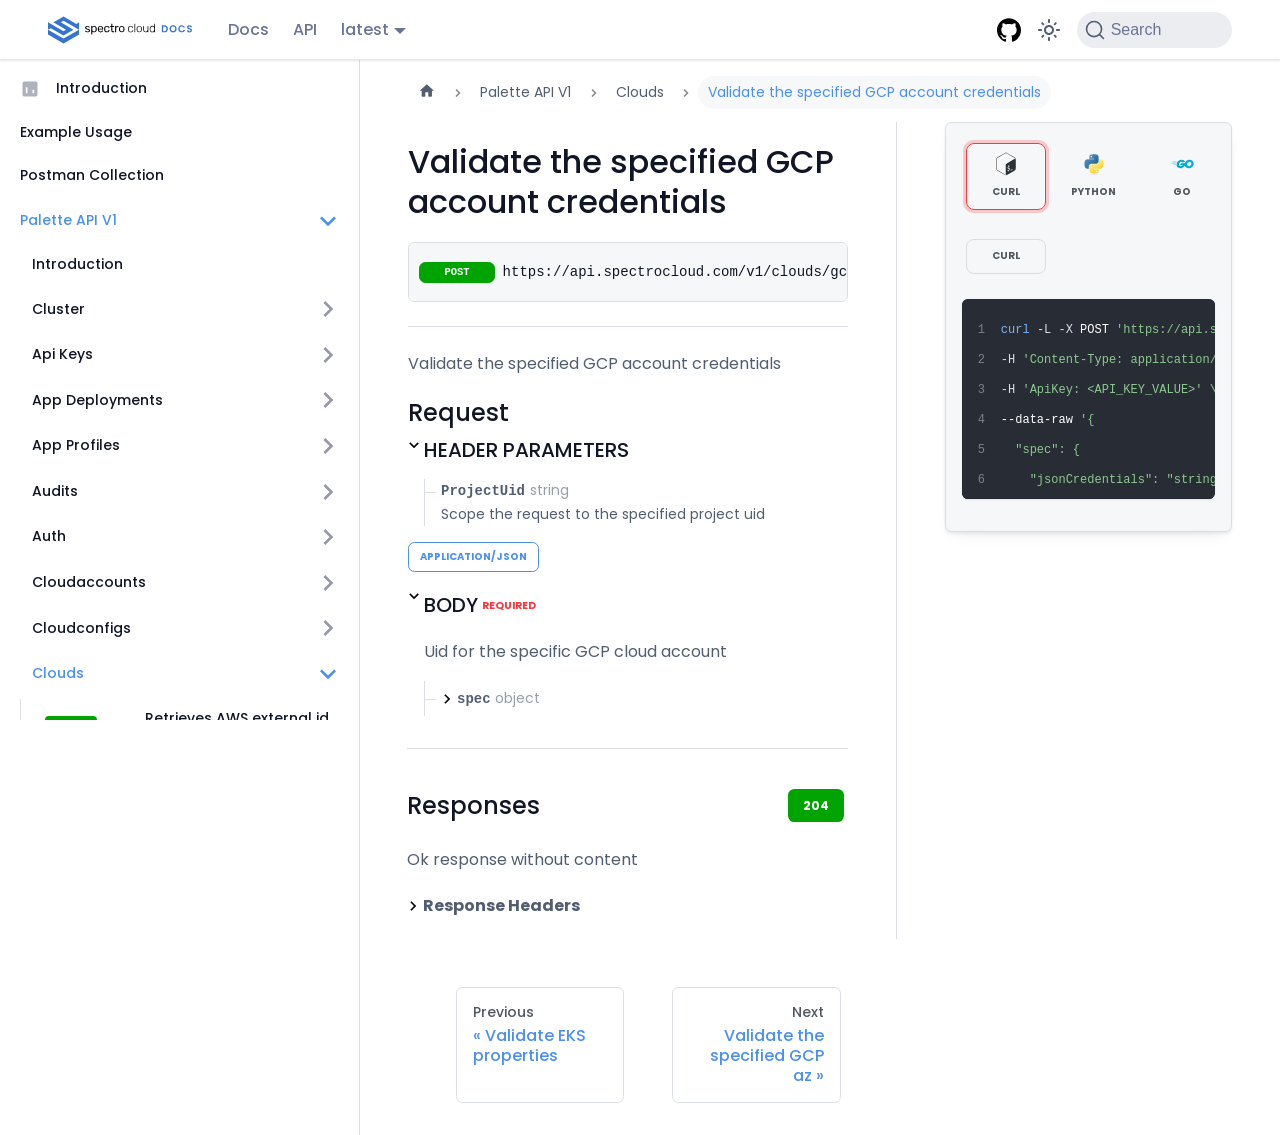 spectro cloud DOCS Docs API latest Search
Introduction
Example Usage
Postman Collection
Palette API V1
Introduction
Cluster
Api Keys
App Deployments
App Profiles
Audits
Auth
Cloudaccounts
Cloudconfigs
Clouds
Retrieves AWS external id
Palette API V1 Clouds Validate the specified GCP account credentials
Validate the specified GCP
account credentials
POST https://api.spectrocloud.com/v1/clouds/gc
Validate the specified GCP account credentials
Request
HEADER PARAMETERS
ProjectUid string
Scope the request to the specified project uid
APPLICATION/JSON
BODY REQUIRED
Uid for the specific GCP cloud account
spec object
Responses
204
Ok response without content
Response Headers
Previous
« Validate EKS
properties
Next
Validate the
specified GCP
az »
CURL PYTHON GO
CURL
1 curl -L -X POST 'https://api.s
2 -H 'Content-Type: application/
3 -H 'ApiKey: <API_KEY_VALUE>' \
4 --data-raw '{
5 "spec": {
6 "jsonCredentials": "string